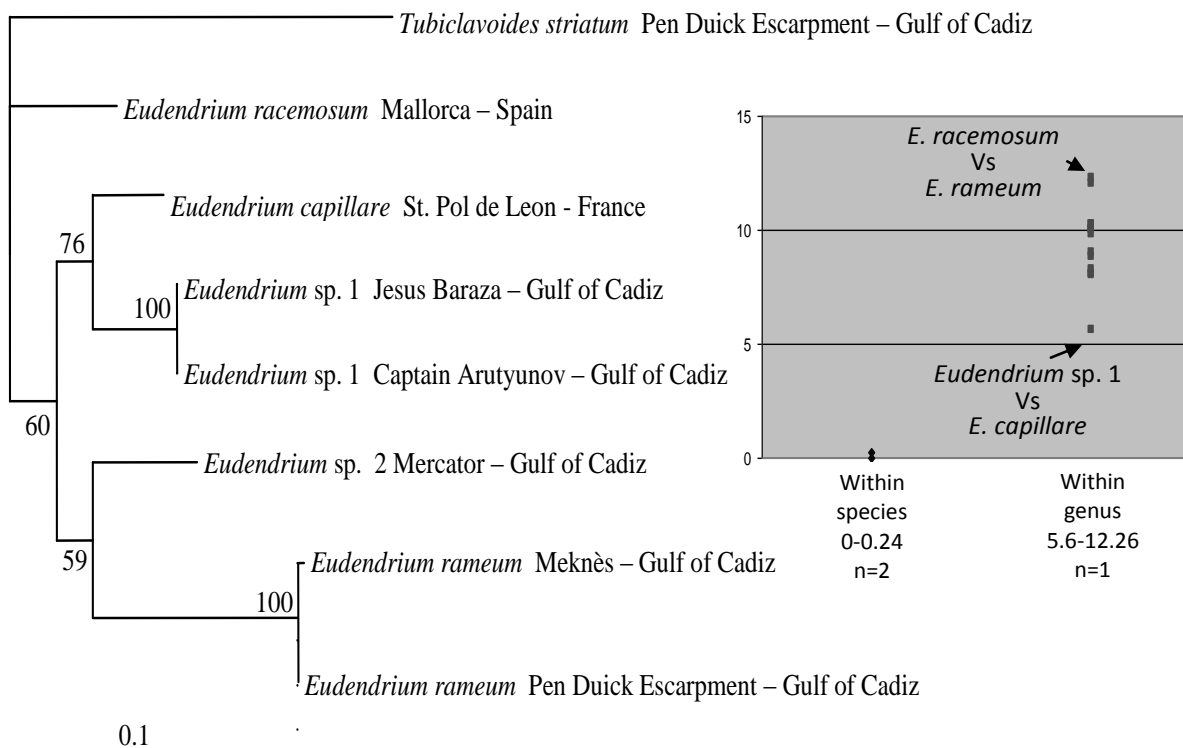 Tubiclavoides striatum Pen Duick Escarpment – Gulf of Cadiz
Eudendrium racemosum Mallorca – Spain
Eudendrium capillare St. Pol de Leon - France
76
Eudendrium sp. 1 Jesus Baraza – Gulf of Cadiz
100
Eudendrium sp. 1 Captain Arutyunov – Gulf of Cadiz
60
Eudendrium sp. 2 Mercator – Gulf of Cadiz
59
Eudendrium rameum Meknès – Gulf of Cadiz
100
Eudendrium rameum Pen Duick Escarpment – Gulf of Cadiz
0.1
15
10
5
0
E. racemosum
Vs
E. rameum
Eudendrium sp. 1
Vs
E. capillare
Within
species
0-0.24
n=2
Within
genus
5.6-12.26
n=1